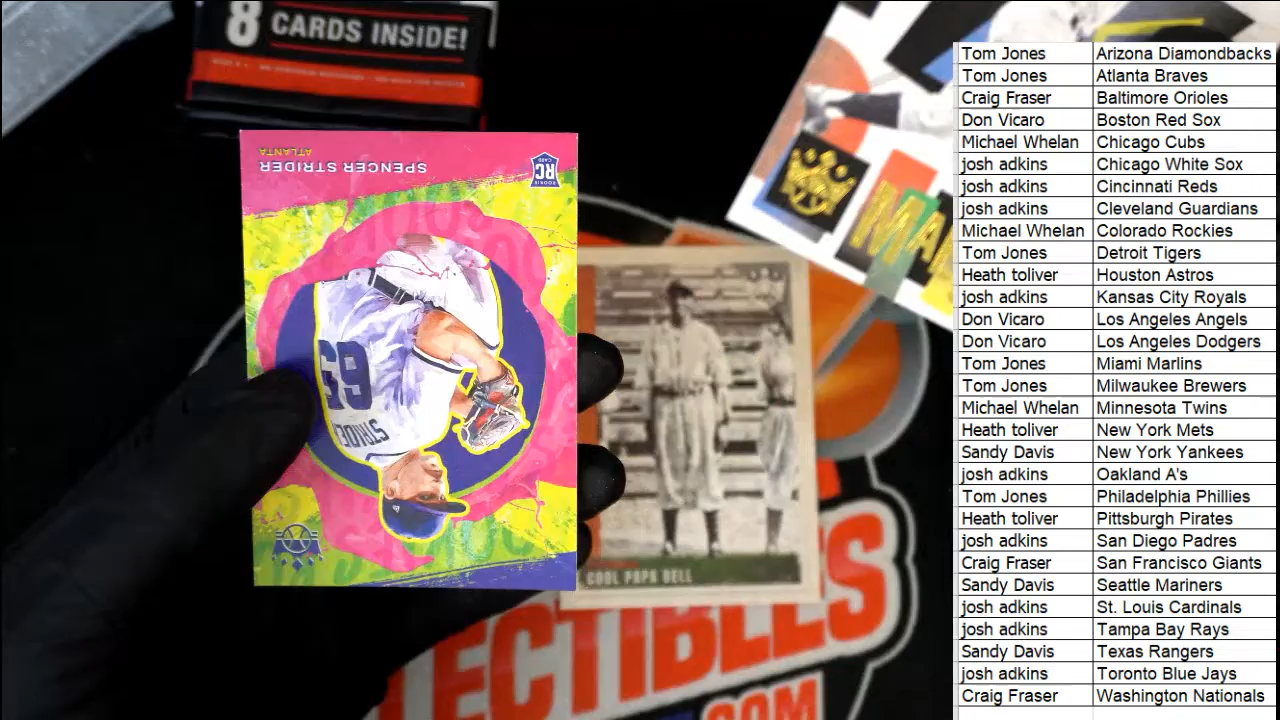 8 CARDS INSIDE!
SPENCER STRIDER
ATLANTA
RC
ROOKIE
CARD
65
COOL PAPA BELL
Tom Jones Arizona Diamondbacks
Tom Jones Atlanta Braves
Craig Fraser Baltimore Orioles
Don Vicaro Boston Red Sox
Michael Whelan Chicago Cubs
josh adkins Chicago White Sox
josh adkins Cincinnati Reds
josh adkins Cleveland Guardians
Michael Whelan Colorado Rockies
Tom Jones Detroit Tigers
Heath toliver Houston Astros
josh adkins Kansas City Royals
Don Vicaro Los Angeles Angels
Don Vicaro Los Angeles Dodgers
Tom Jones Miami Marlins
Tom Jones Milwaukee Brewers
Michael Whelan Minnesota Twins
Heath toliver New York Mets
Sandy Davis New York Yankees
josh adkins Oakland A's
Tom Jones Philadelphia Phillies
Heath toliver Pittsburgh Pirates
josh adkins San Diego Padres
Craig Fraser San Francisco Giants
Sandy Davis Seattle Mariners
josh adkins St. Louis Cardinals
josh adkins Tampa Bay Rays
Sandy Davis Texas Rangers
josh adkins Toronto Blue Jays
Craig Fraser Washington Nationals